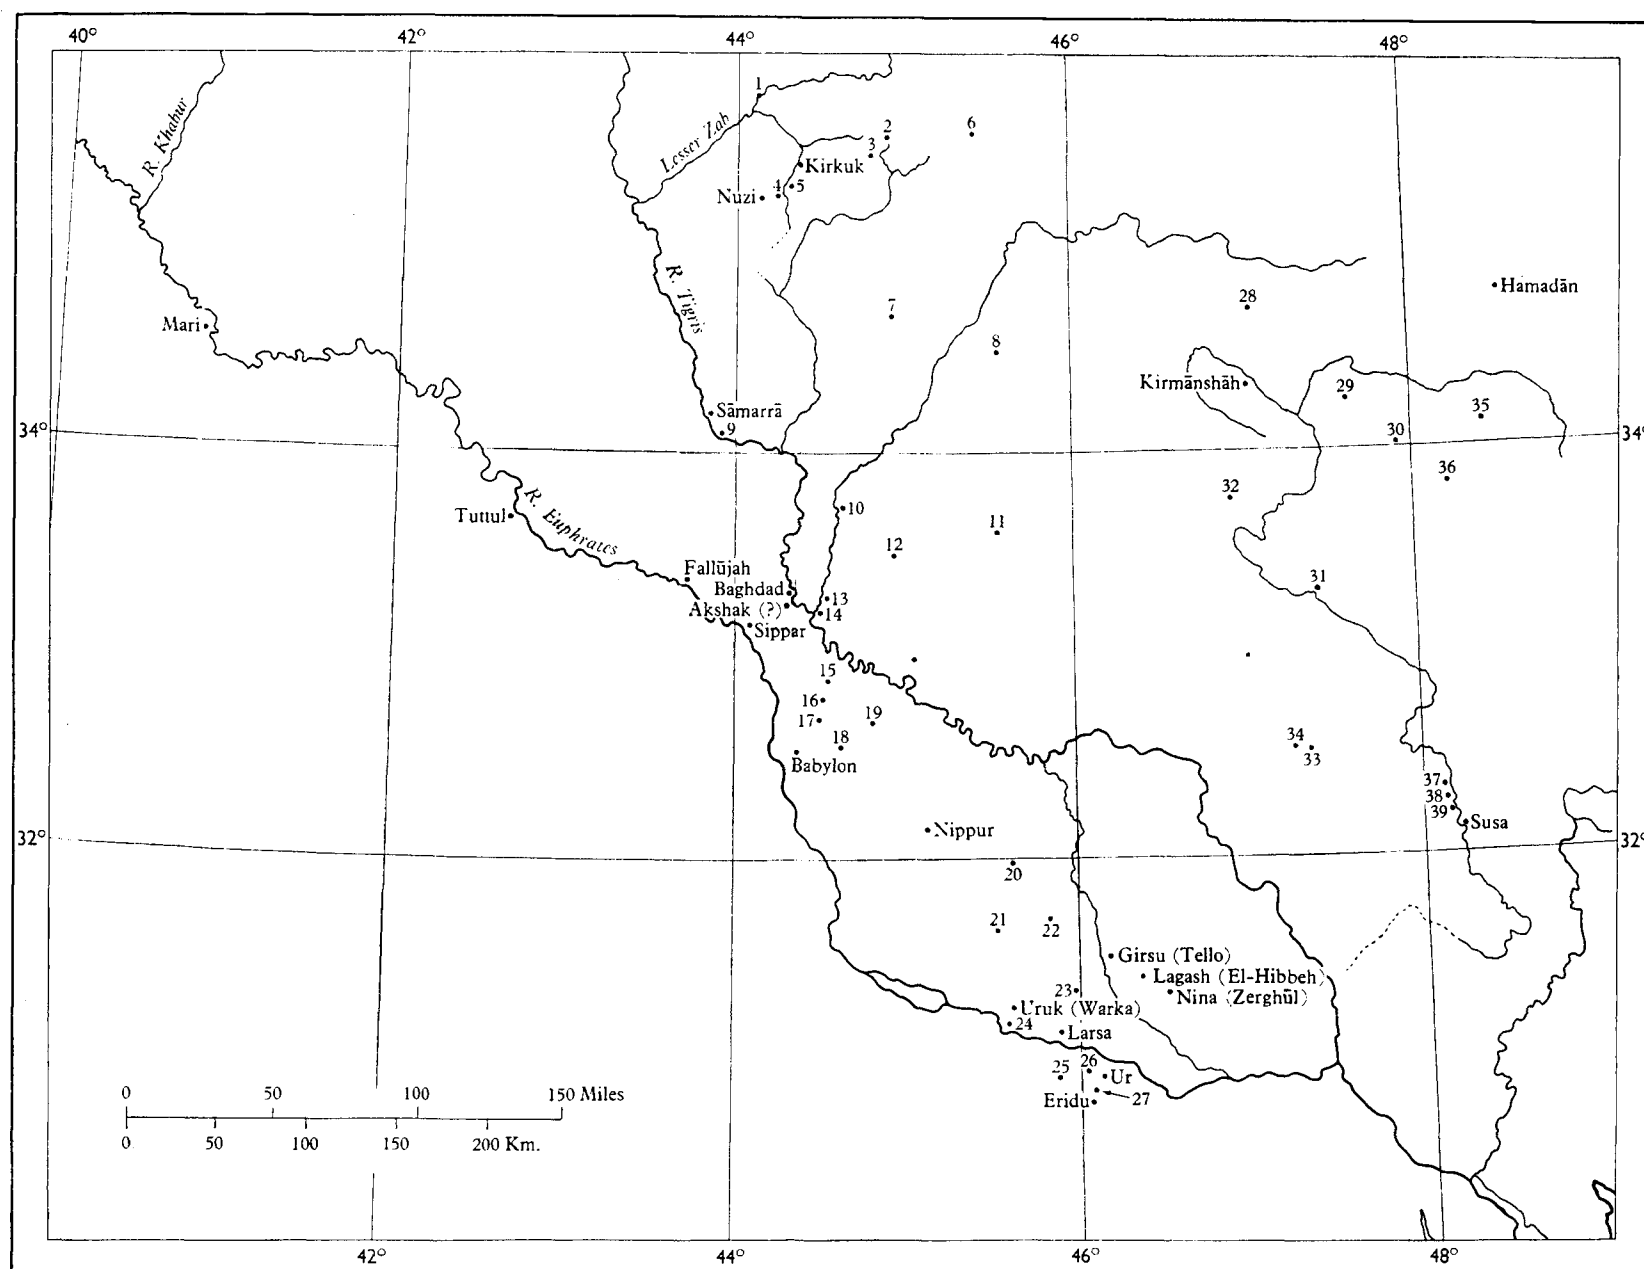 40° 42° 44° 46° 48°
R. Khabur
1
Lesser Zab
2
6
3
Kirkuk
4 5
Nuzi
R. Tigris
28
Hamadān
7
Mari
8
Kirmānshāh
29
Sāmarrā
35
9
34° 34°
30
36
32
R. Euphrates
Tuttul
10
11
12
Fallūjah
Baghdad
31
13
Akshak (?)
14
Sippar
15
16
17
19
18
34
33
Babylon
37
38
39
Susa
Nippur
32° 32°
20
21
22
Girsu (Tello)
Lagash (El-Hibbeh)
23
Nina (Zerghūl)
Uruk (Warka)
24
Larsa
25
26
Ur
Eridu
27
0 50 100 150 Miles
0 50 100 150 200 Km.
42° 44° 46° 48°